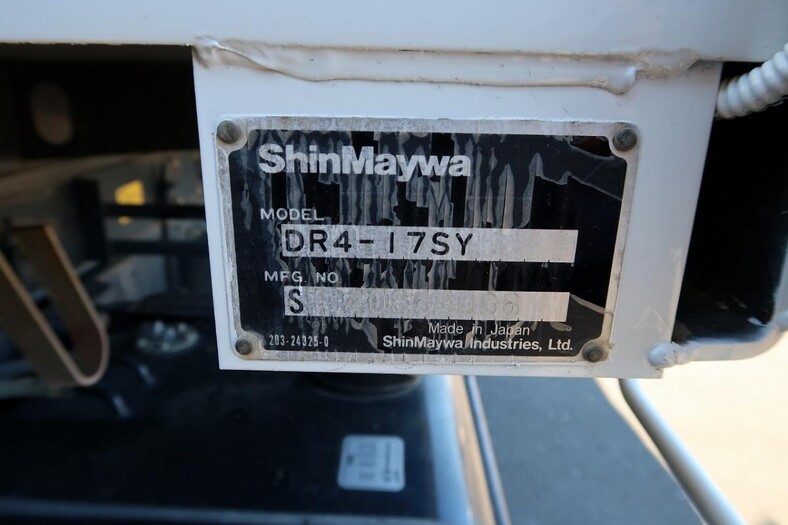 ShinMaywa
MODEL
DR4-17SY
MFG. NO
S
Made in Japan
203-24325-0
ShinMaywa Industries, Ltd.